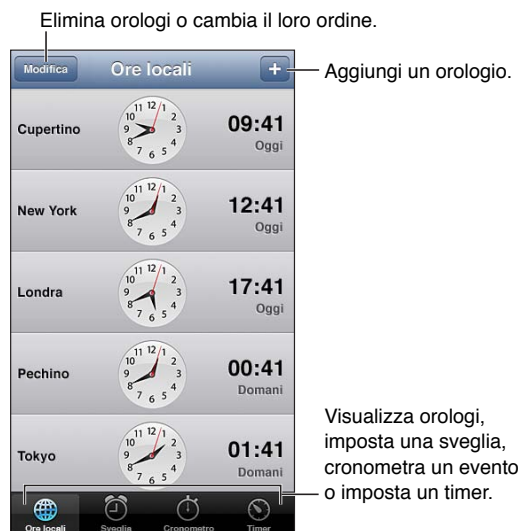 Elimina orologi o cambia il loro ordine.
Modifica
Ore locali
+
Aggiungi un orologio.
Cupertino
09:41
Oggi
New York
12:41
Oggi
Londra
17:41
Oggi
Pechino
00:41
Domani
Tokyo
01:41
Domani
Visualizza orologi,
imposta una sveglia,
cronometra un evento
o imposta un timer.
Ore locali
Sveglia
Cronometro
Timer